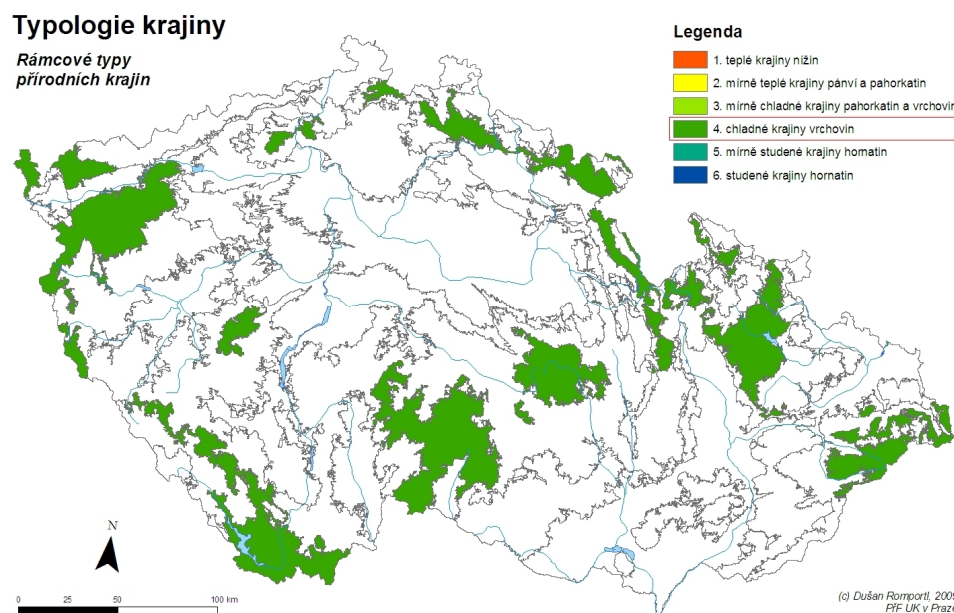 Typologie krajiny
Rámcové typy
přírodních krajin
Legenda
1. teplé krajiny nížin
2. mírně teplé krajiny pánví a pahorkatin
3. mírně chladné krajiny pahorkatin a vrchovin
4. chladné krajiny vrchovin
5. mírně studené krajiny hornatin
6. studené krajiny hornatin
N
0 25 50 100 km
(c) Dušan Romportl, 2009
PřF UK v Praze